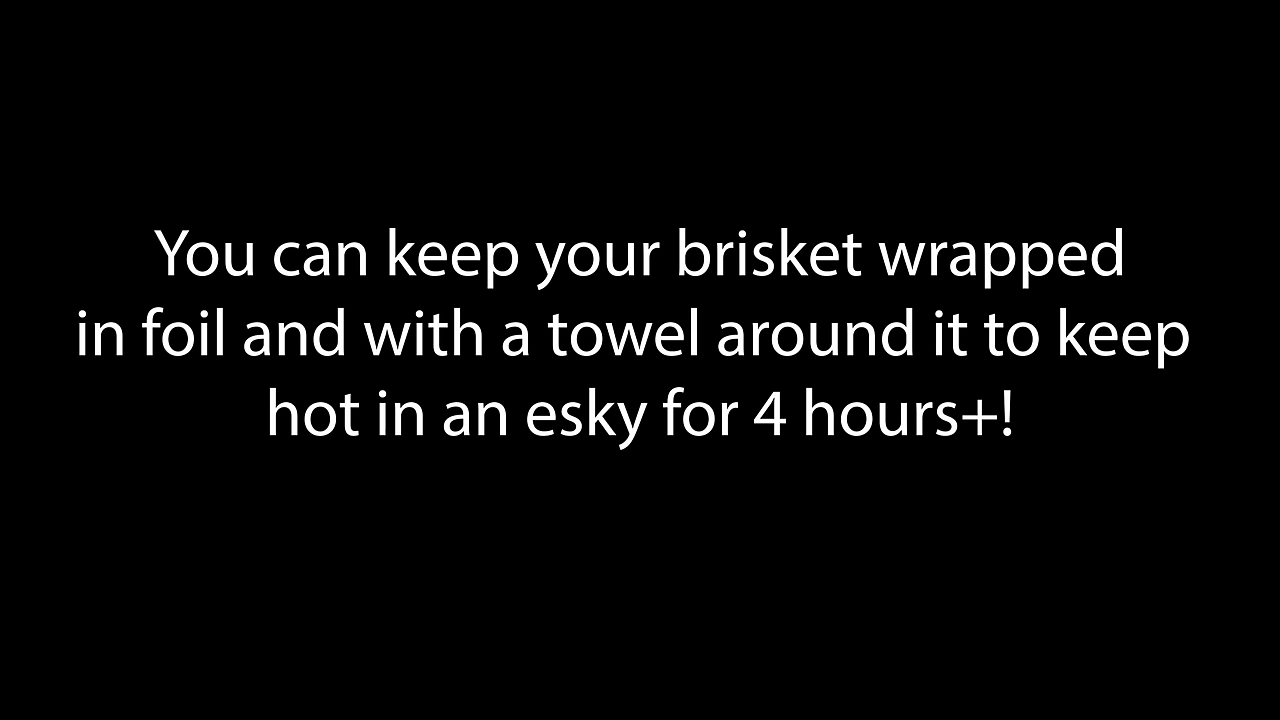 You can keep your brisket wrapped
in foil and with a towel around it to keep
hot in an esky for 4 hours+!